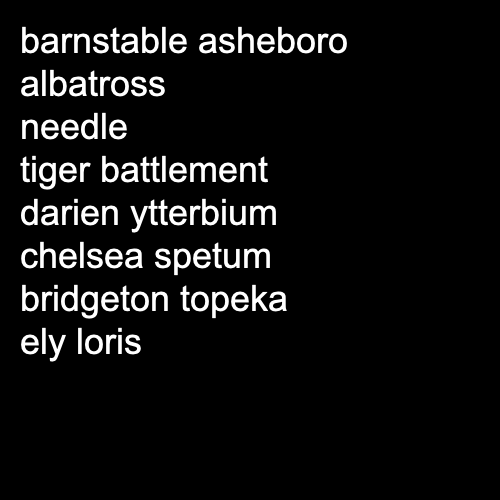 barnstable asheboro
albatross
needle
tiger battlement
darien ytterbium
chelsea spetum
bridgeton topeka
ely loris